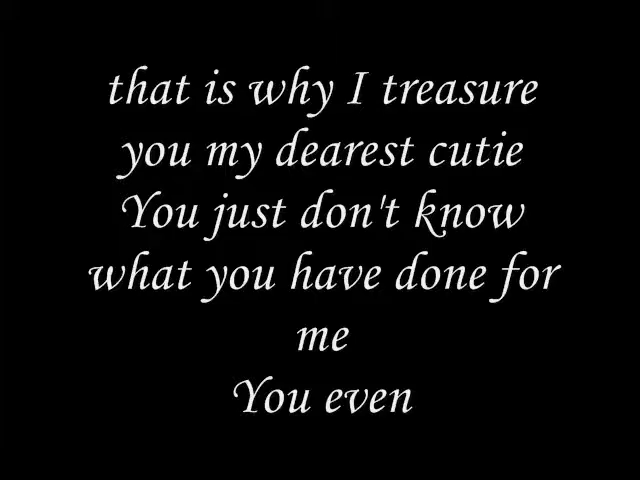 that is why I treasure
you my dearest cutie
You just don't know
what you have done for
me
You even